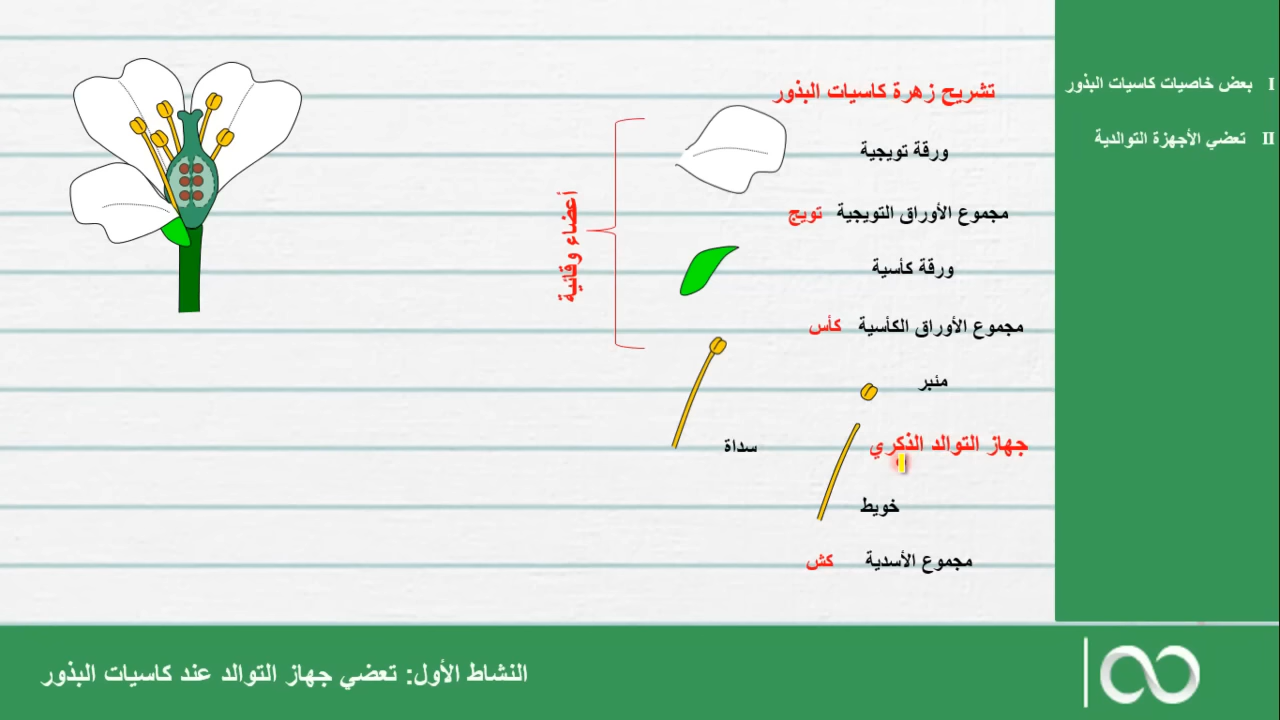 I بعض خاصيات كاسيات البذور
II تعضي الأجهزة التوالدية
تشريح زهرة كاسيات البذور
ورقة تويجية
مجموع الأوراق التويجية تويج
ورقة كأسية
مجموع الأوراق الكأسية كأس
أعضاء وقائية
مئبر
جهاز التوالد الذكري
سداة
خويط
مجموع الأسدية كش
النشاط الأول: تعضي جهاز التوالد عند كاسيات البذور